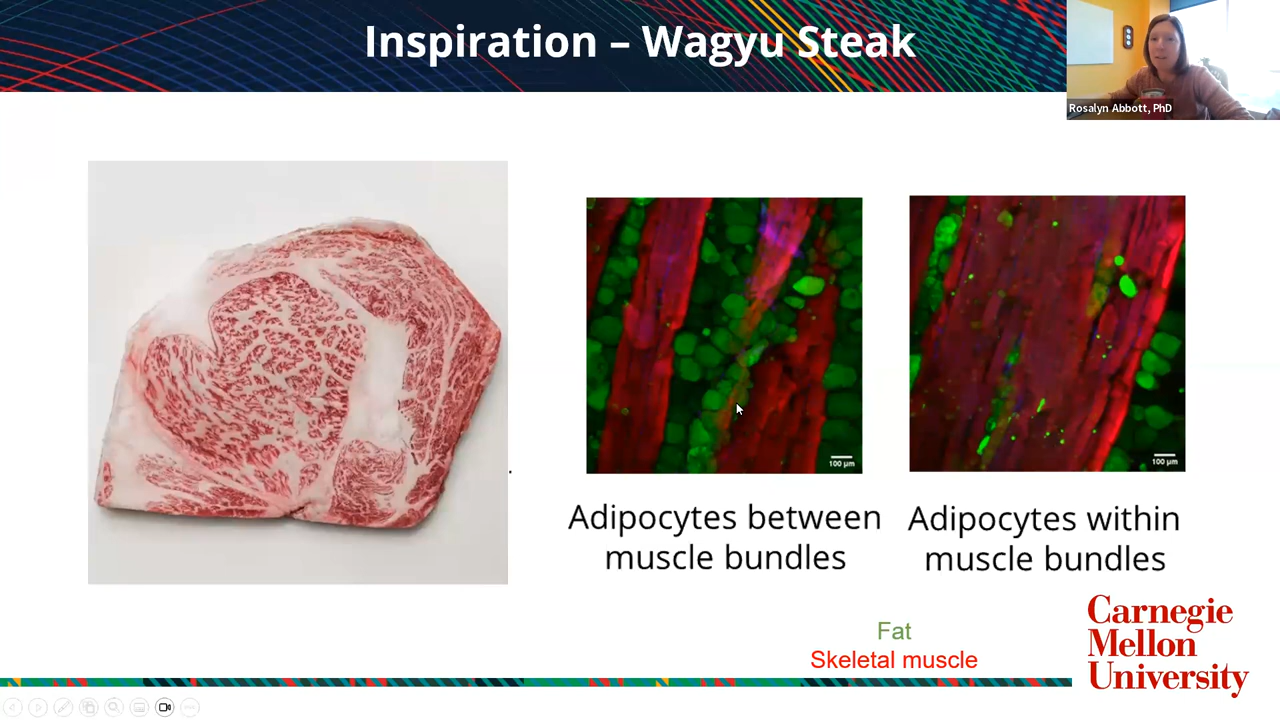 Inspiration – Wagyu Steak
Rosalyn Abbott, PhD
100 µm
100 µm
Adipocytes between
muscle bundles
Adipocytes within
muscle bundles
Fat
Skeletal muscle
Carnegie
Mellon
University